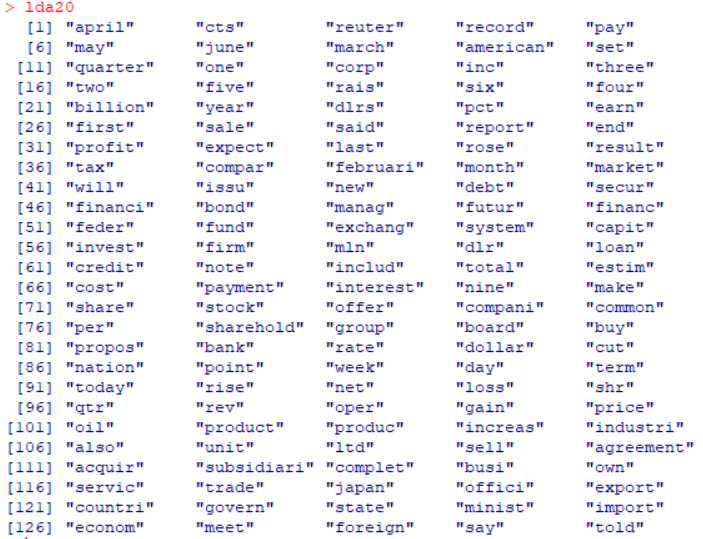 > lda20
[1] "april" "cts" "reuter" "record" "pay"
[6] "may" "june" "march" "american" "set"
[11] "quarter" "one" "corp" "inc" "three"
[16] "two" "five" "rais" "six" "four"
[21] "billion" "year" "dlrs" "pct" "earn"
[26] "first" "sale" "said" "report" "end"
[31] "profit" "expect" "last" "rose" "result"
[36] "tax" "compar" "februari" "month" "market"
[41] "will" "issu" "new" "debt" "secur"
[46] "financi" "bond" "manag" "futur" "financ"
[51] "feder" "fund" "exchang" "system" "capit"
[56] "invest" "firm" "mln" "dlr" "loan"
[61] "credit" "note" "includ" "total" "estim"
[66] "cost" "payment" "interest" "nine" "make"
[71] "share" "stock" "offer" "compani" "common"
[76] "per" "sharehold" "group" "board" "buy"
[81] "propos" "bank" "rate" "dollar" "cut"
[86] "nation" "point" "week" "day" "term"
[91] "today" "rise" "net" "loss" "shr"
[96] "qtr" "rev" "oper" "gain" "price"
[101] "oil" "product" "produc" "increas" "industri"
[106] "also" "unit" "ltd" "sell" "agreement"
[111] "acquir" "subsidiari" "complet" "busi" "own"
[116] "servic" "trade" "japan" "offici" "export"
[121] "countri" "govern" "state" "minist" "import"
[126] "econom" "meet" "foreign" "say" "told"